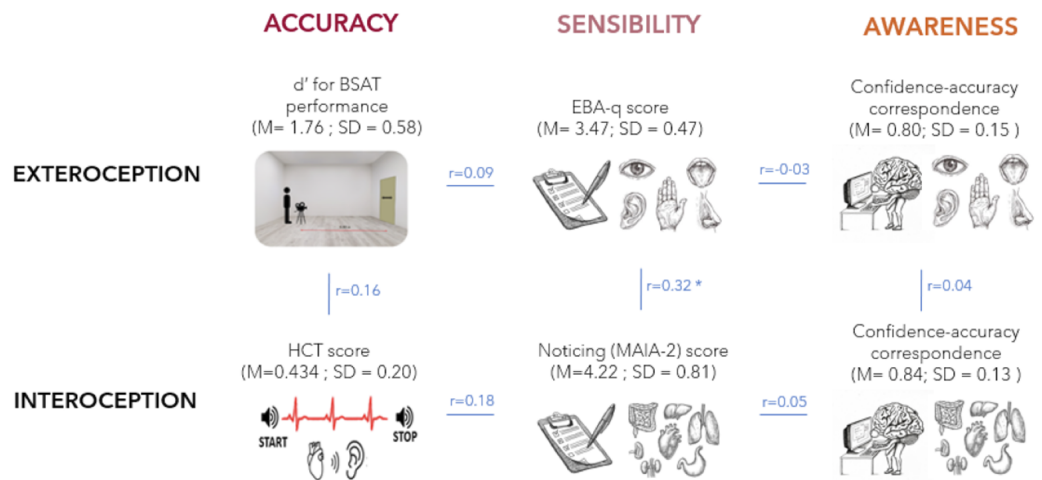 ACCURACY
SENSIBILITY
AWARENESS
d' for BSAT
performance
(M= 1.76 ; SD = 0.58)
EBA-q score
(M= 3.47; SD = 0.47)
Confidence-accuracy
correspondence
(M= 0.80; SD = 0.15 )
EXTEROCEPTION
r=0.09
r=-0-03
r=0.16
r=0.32 *
r=0.04
HCT score
(M=0.434 ; SD = 0.20)
Noticing (MAIA-2) score
(M=4.22 ; SD = 0.81)
Confidence-accuracy
correspondence
(M= 0.84; SD = 0.13 )
INTEROCEPTION
START
STOP
r=0.18
r=0.05